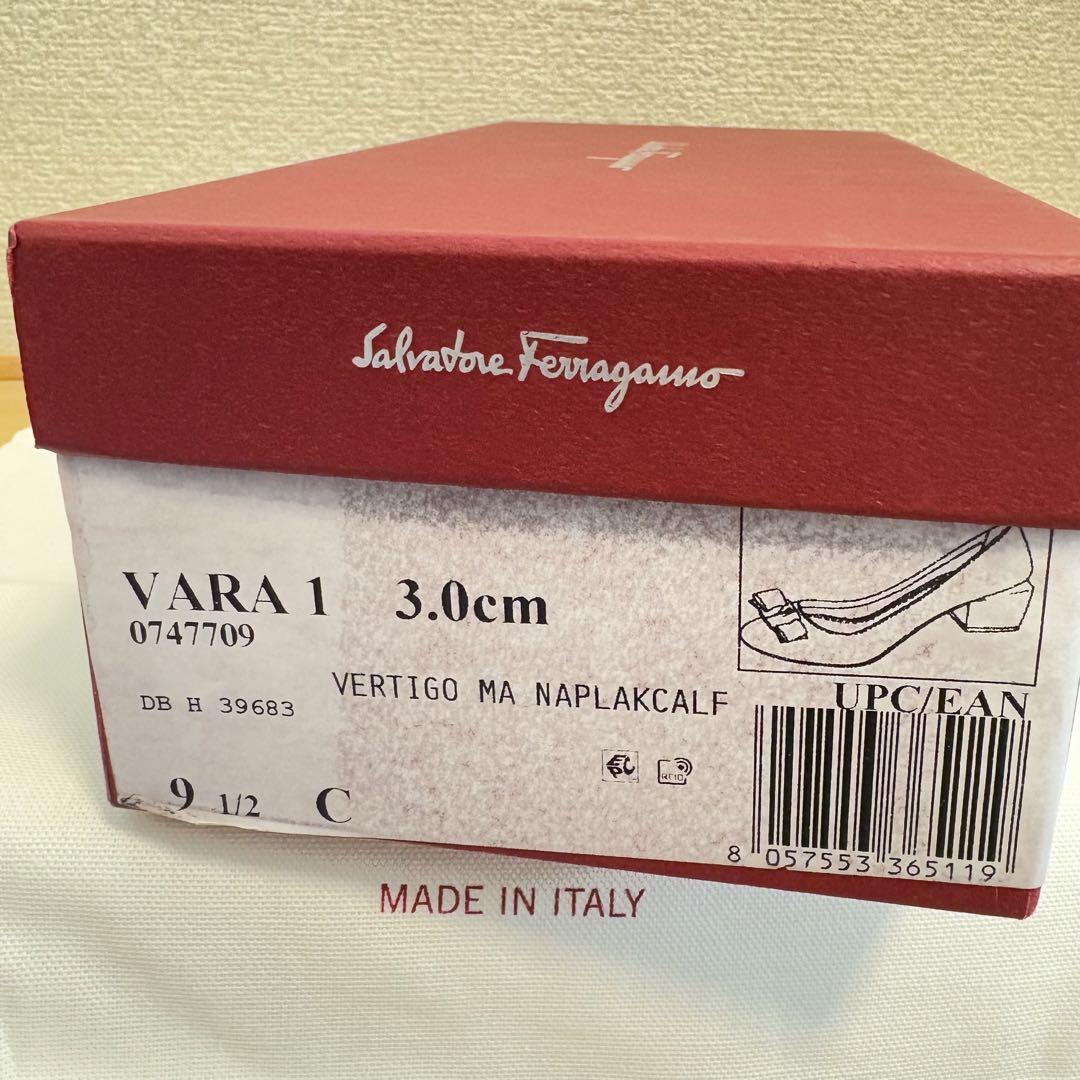 Salvatore Ferragamo
VARA 1 3.0cm
0747709
VERTIGO MA NAPLAKCALF
DB H 39683
UPC/EAN
9 1/2 C
8 057553 365119
MADE IN ITALY